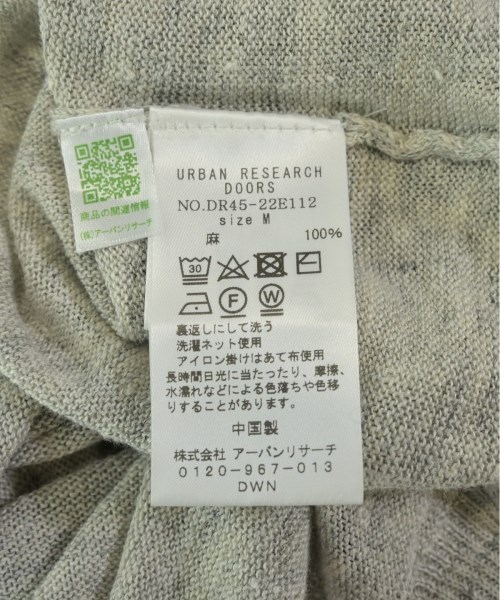 URBAN RESEARCH
DOORS
NO.DR45-22E112
size M
麻 100%
30
F
W
裏返しにして洗う
洗濯ネット使用
アイロン掛けはあて布使用
長時間日光に当たったり、摩擦、
水濡れなどによる色落ちや色移
りすることがあります。
中国製
株式会社 アーバンリサーチ
0120-967-013
DWN
商品の関連情報
(株)アーバンリサーチ